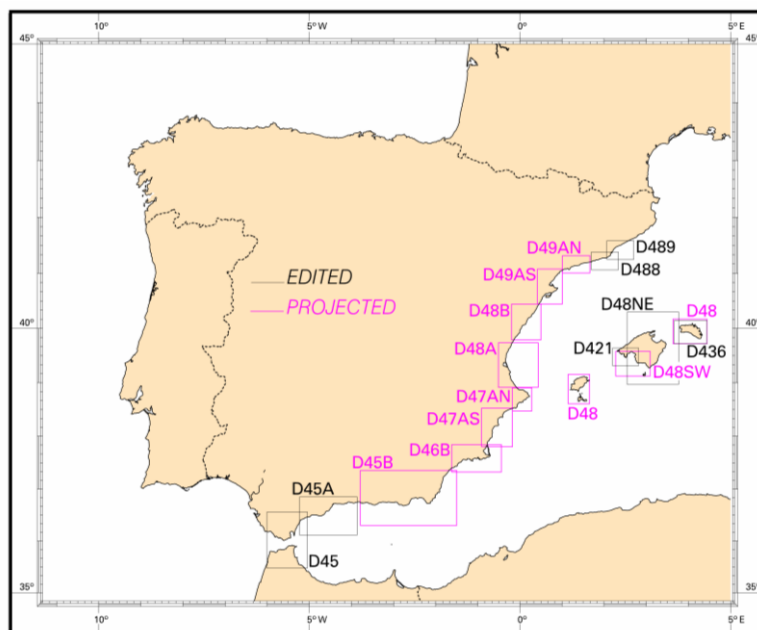 10° 5° W 0° 5° E
45° 45°
D49AN
D489
D49AS
D488
EDITED
D48NE
PROJECTED
D48B
D48
40° 40°
D48A
D421
D436
D48SW
D47AN
D48
D47AS
D46B
D45B
D45A
D45
35° 35°
10° 5° W 0° 5° E